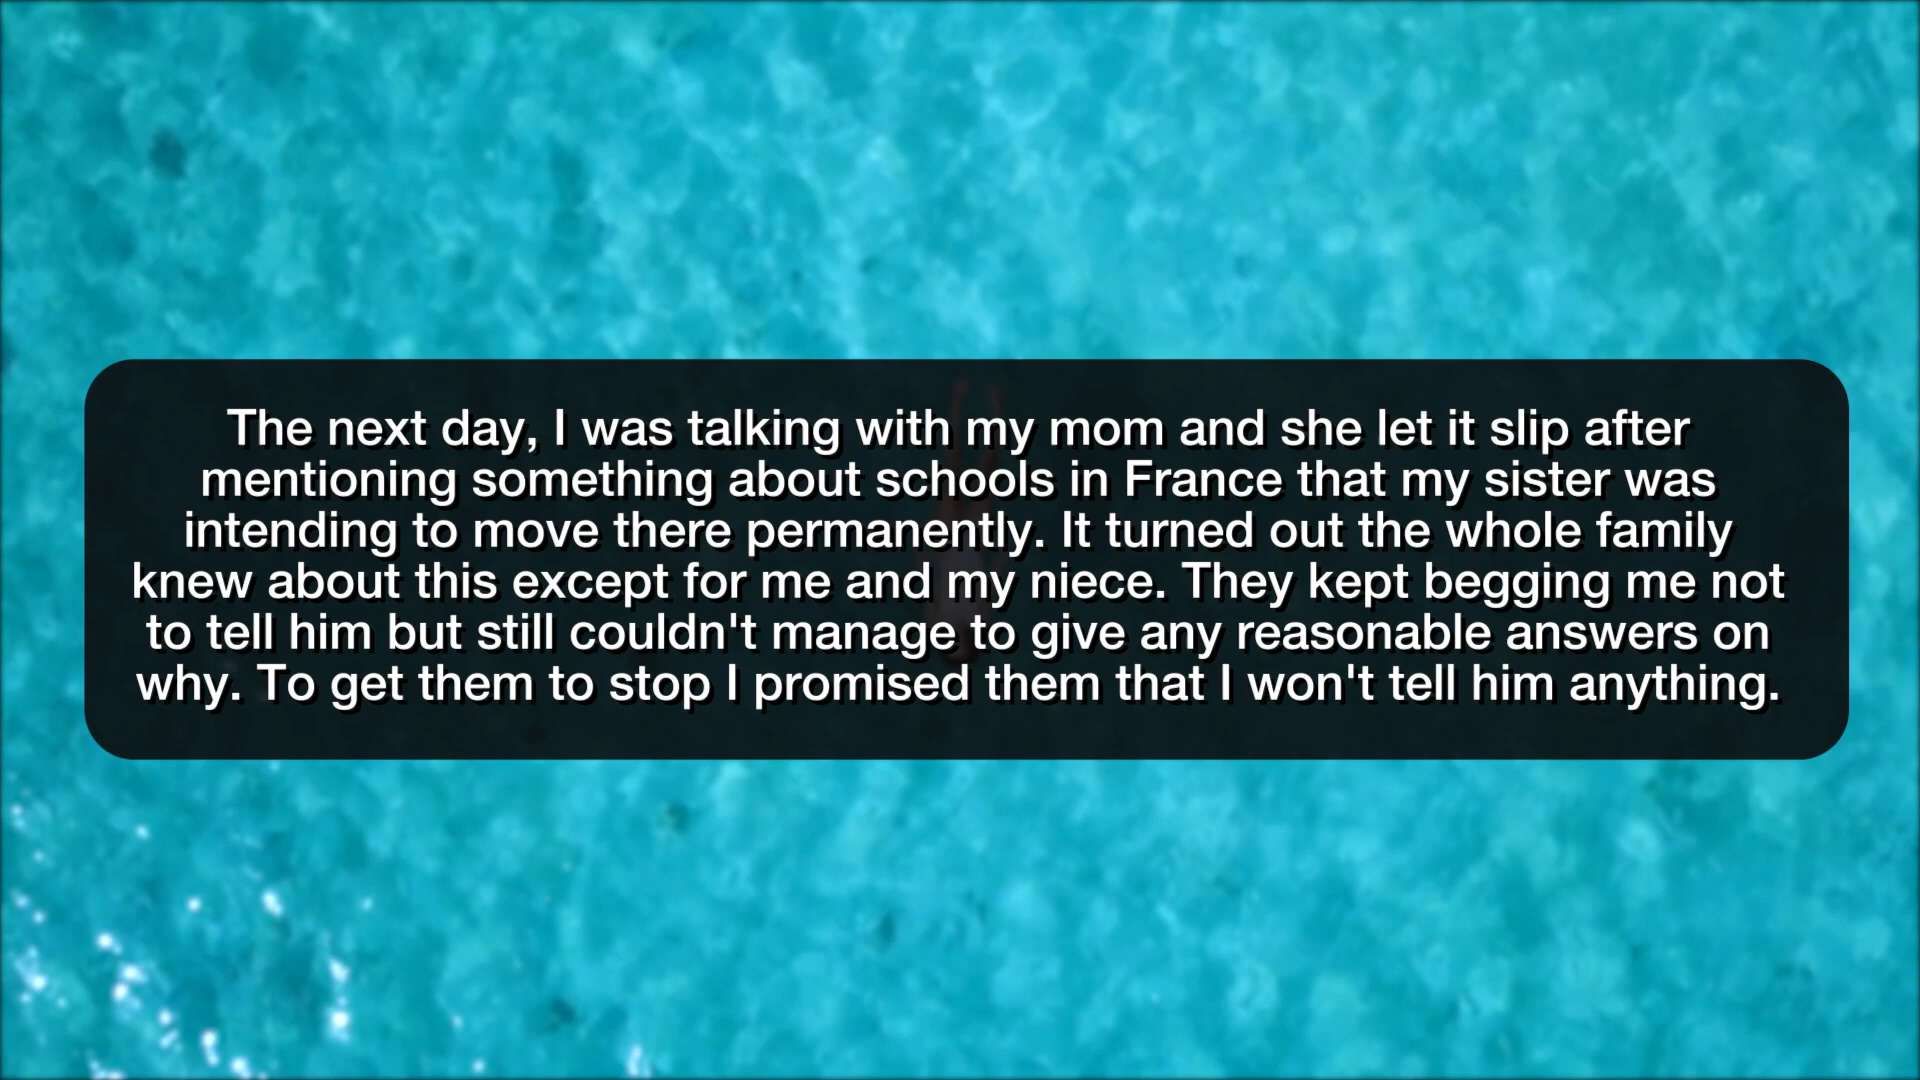 The next day, I was talking with my mom and she let it slip after
mentioning something about schools in France that my sister was
intending to move there permanently. It turned out the whole family
knew about this except for me and my niece. They kept begging me not
to tell him but still couldn't manage to give any reasonable answers on
why. To get them to stop I promised them that I won't tell him anything.